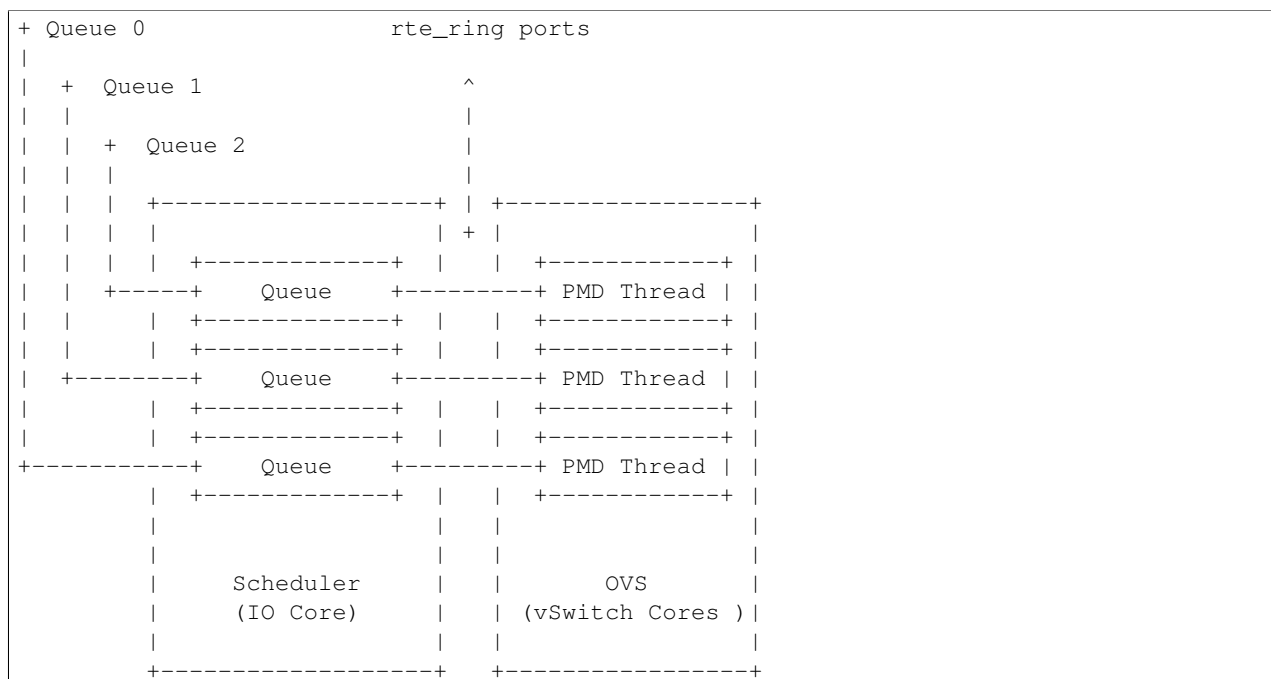 + Queue 0                 rte_ring ports
|
|  +  Queue 1                  ^
|  |                           |
|  |  +  Queue 2               |
|  |  |                        |
|  |  |  +-------------------+ | +-----------------+
|  |  |  |                   | + |                 |
|  |  |  |  +-------------+  |   |  +------------+ |
|  |  +-----+    Queue    +---------+ PMD Thread | |
|  |     |  +-------------+  |   |  +------------+ |
|  |     |  +-------------+  |   |  +------------+ |
|  +--------+    Queue    +---------+ PMD Thread | |
|        |  +-------------+  |   |  +------------+ |
|        |  +-------------+  |   |  +------------+ |
+-----------+    Queue    +---------+ PMD Thread | |
         |  +-------------+  |   |  +------------+ |
         |                   |   |                 |
         |                   |   |                 |
         |     Scheduler     |   |       OVS       |
         |     (IO Core)     |   | (vSwitch Cores )|
         |                   |   |                 |
         +-------------------+   +-----------------+